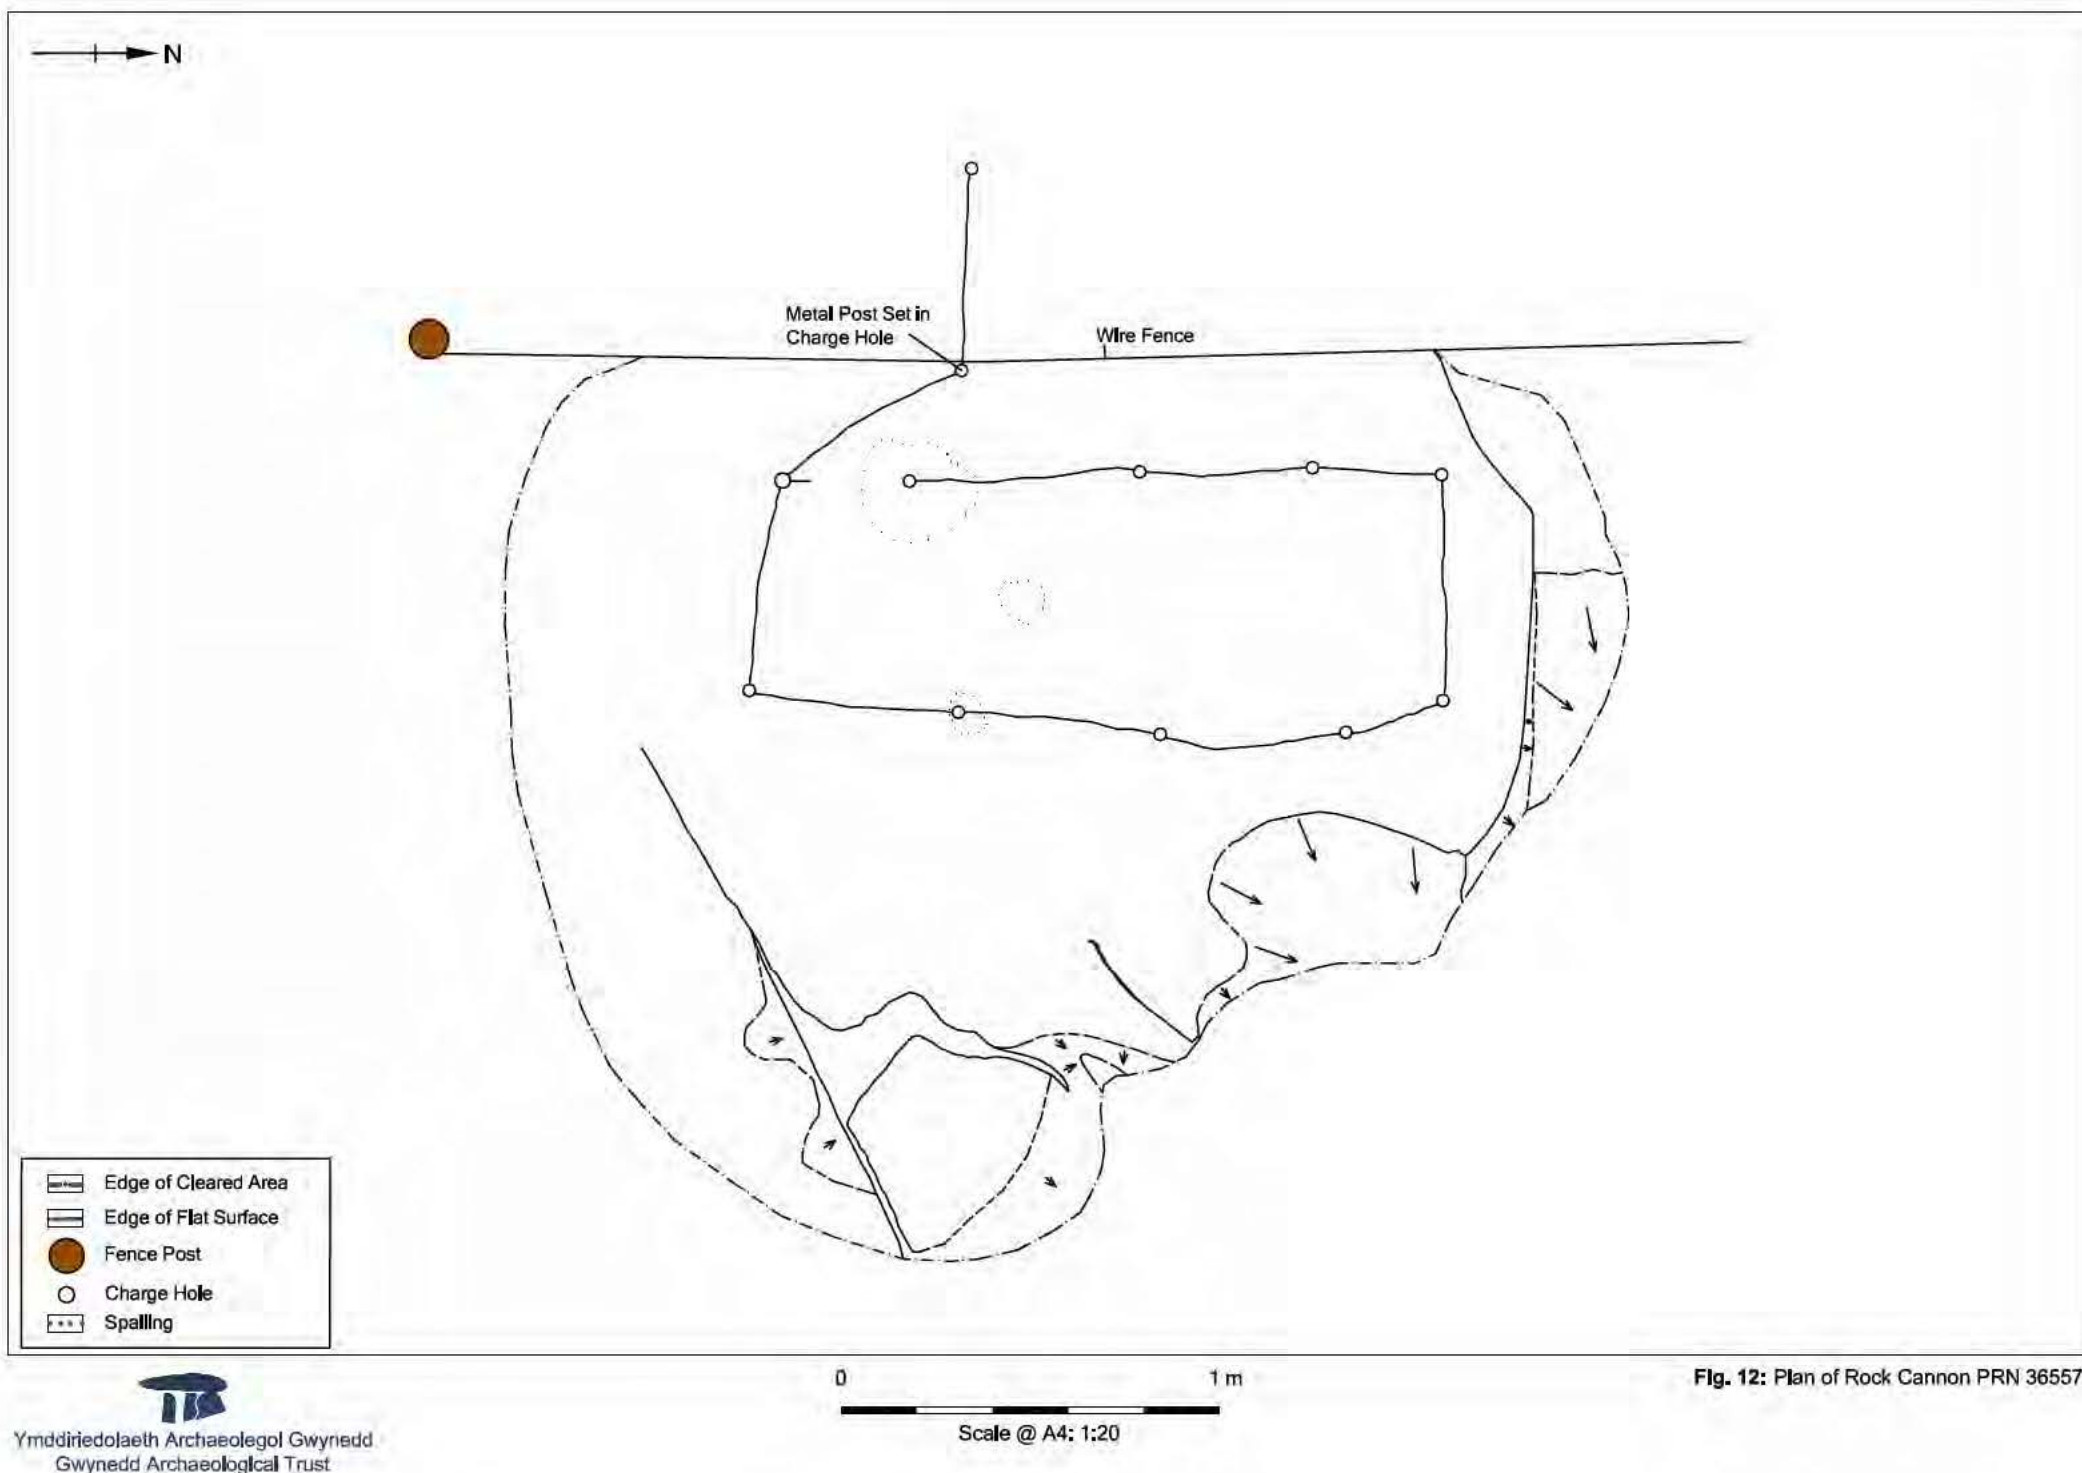 N
Metal Post Set in
Charge Hole
Wire Fence
Edge of Cleared Area
Edge of Flat Surface
Fence Post
Charge Hole
Spalling
0 1 m
Scale @ A4: 1:20
Fig. 12: Plan of Rock Cannon PRN 36557
Ymddiriedolaeth Archaeolegol Gwynedd
Gwynedd Archaeological Trust